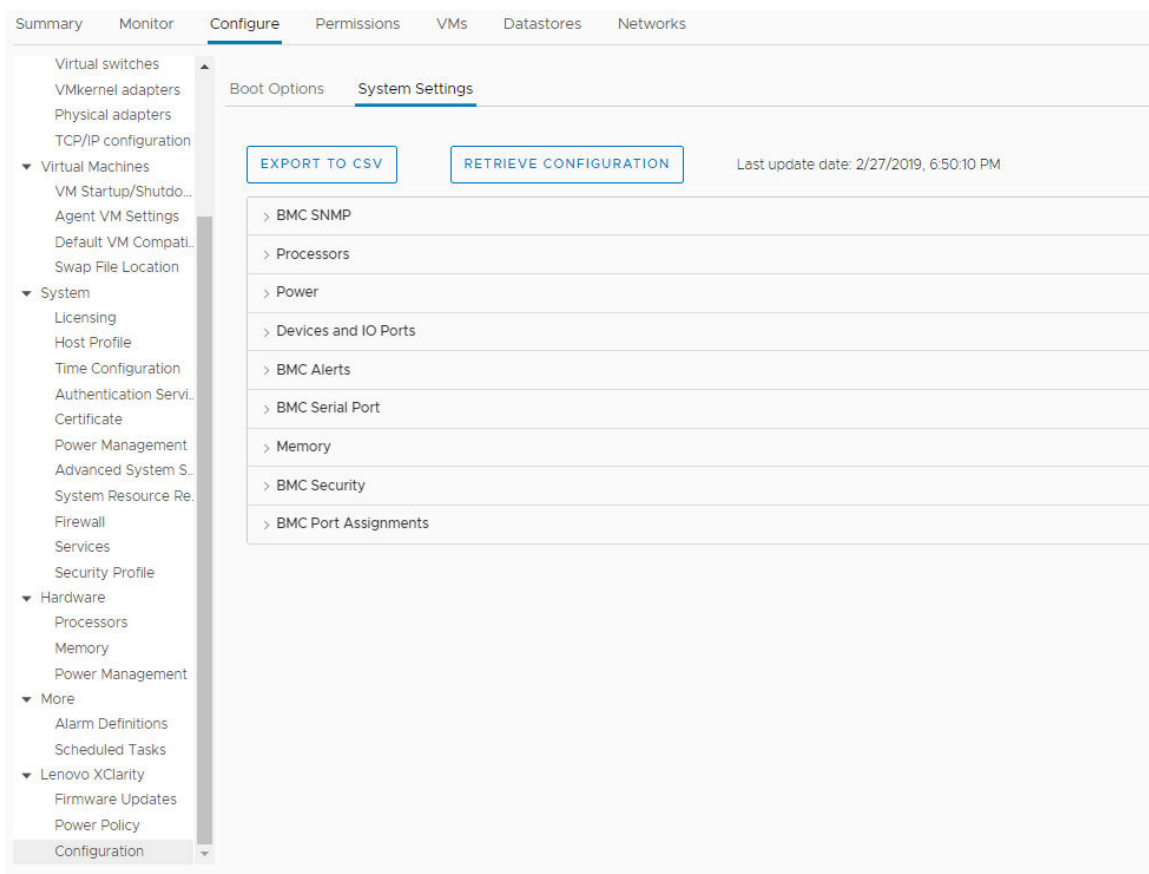 Summary Monitor Configure Permissions VMs Datastores Networks
Virtual switches
VMkernel adapters
Physical adapters
TCP/IP configuration
Virtual Machines
VM Startup/Shutdo...
Agent VM Settings
Default VM Compati..
Swap File Location
System
Licensing
Host Profile
Time Configuration
Authentication Servi..
Certificate
Power Management
Advanced System S..
System Resource Re.
Firewall
Services
Security Profile
Hardware
Processors
Memory
Power Management
More
Alarm Definitions
Scheduled Tasks
Lenovo XClarity
Firmware Updates
Power Policy
Configuration
Boot Options System Settings
EXPORT TO CSV RETRIEVE CONFIGURATION Last update date: 2/27/2019, 6:50:10 PM
BMC SNMP
Processors
Power
Devices and IO Ports
BMC Alerts
BMC Serial Port
Memory
BMC Security
BMC Port Assignments